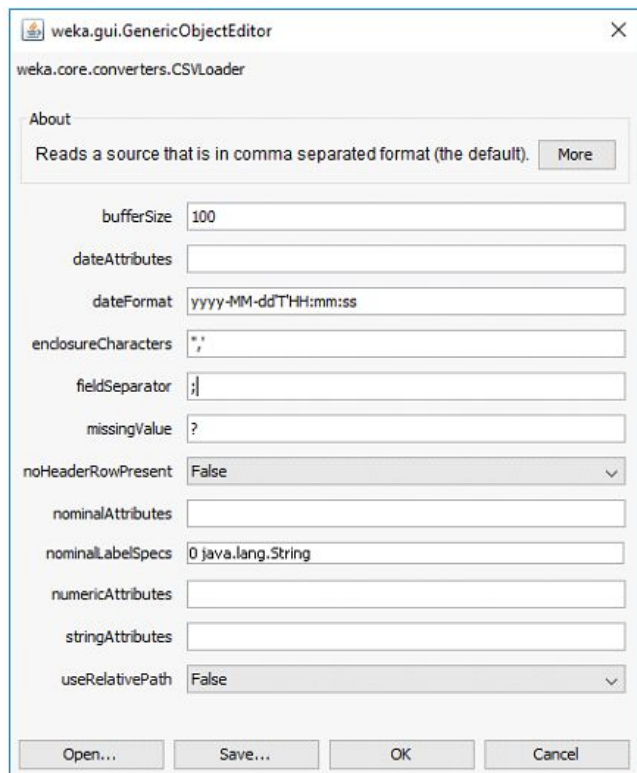 weka.gui.GenericObjectEditor
weka.core.converters.CSVLoader
About
Reads a source that is in comma separated format (the default). More
bufferSize 100
dateAttributes
dateFormat yyyy-MM-dd'T'HH:mm:ss
enclosureCharacters ",'
fieldSeparator ;
missingValue ?
noHeaderRowPresent False
nominalAttributes
nominalLabelSpecs 0 java.lang.String
numericAttributes
stringAttributes
useRelativePath False
Open... Save... OK Cancel